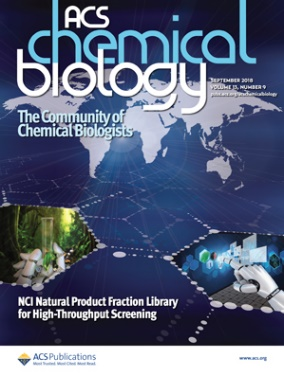 ACS
chemical
biology
SEPTEMBER 2018
VOLUME 13, NUMBER 9
pubs.acs.org/acschemicalbiology
The Community of
Chemical Biologists
NCI Natural Product Fraction Library
for High-Throughput Screening
ACS Publications
Most Trusted. Most Cited. Most Read.
www.acs.org